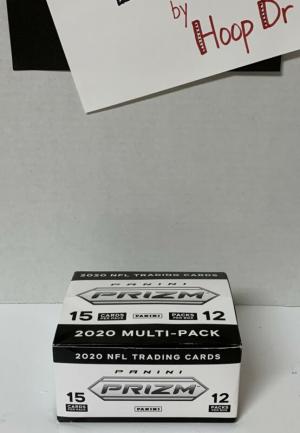 by
Hoop Dr
2020 NFL TRADING CARDS
PANINI
PRIZM
15 CARDS PER PACK PANINI PACKS PER BOX 12
2020 MULTI-PACK
2020 NFL TRADING CARDS
PANINI
PRIZM
15 CARDS PER PACK PANINI 12 PACKS PER BOX